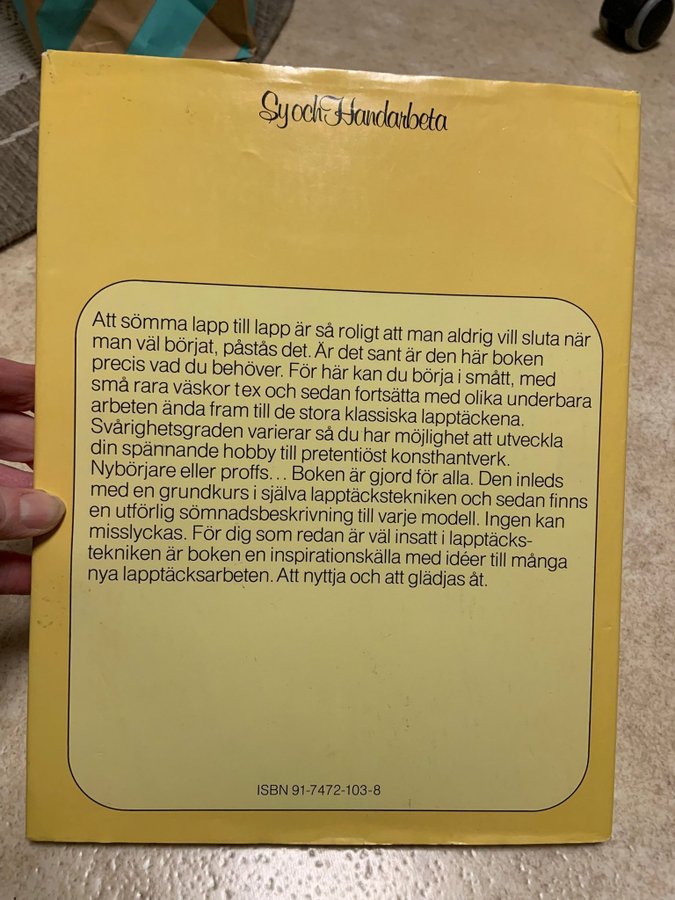 Sy och Handarbeta
Att sömma lapp till lapp är så roligt att man aldrig vill sluta när
man väl börjat, påstås det. Är det sant är den här boken
precis vad du behöver. För här kan du börja i smått, med
små rara väskor t ex och sedan fortsätta med olika underbara
arbeten ända fram till de stora klassiska lapptäckena.
Svårighetsgraden varierar så du har möjlighet att utveckla
din spännande hobby till pretentiöst konsthantverk.
Nybörjare eller proffs... Boken är gjord för alla. Den inleds
med en grundkurs i själva lapptäckstekniken och sedan finns
en utförlig sömnadsbeskrivning till varje modell. Ingen kan
misslyckas. För dig som redan är väl insatt i lapptäcks-
tekniken är boken en inspirationskälla med idéer till många
nya lapptäcksarbeten. Att nyttja och att glädjas åt.
ISBN 91-7472-103-8